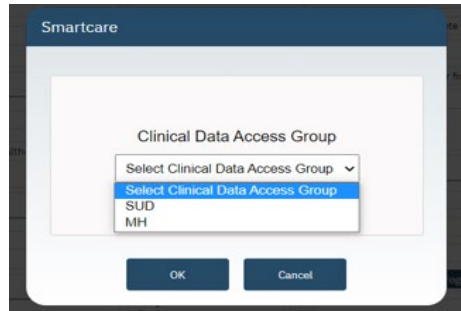 Smartcare
Clinical Data Access Group
Select Clinical Data Access Group
Select Clinical Data Access Group
SUD
MH
OK
Cancel